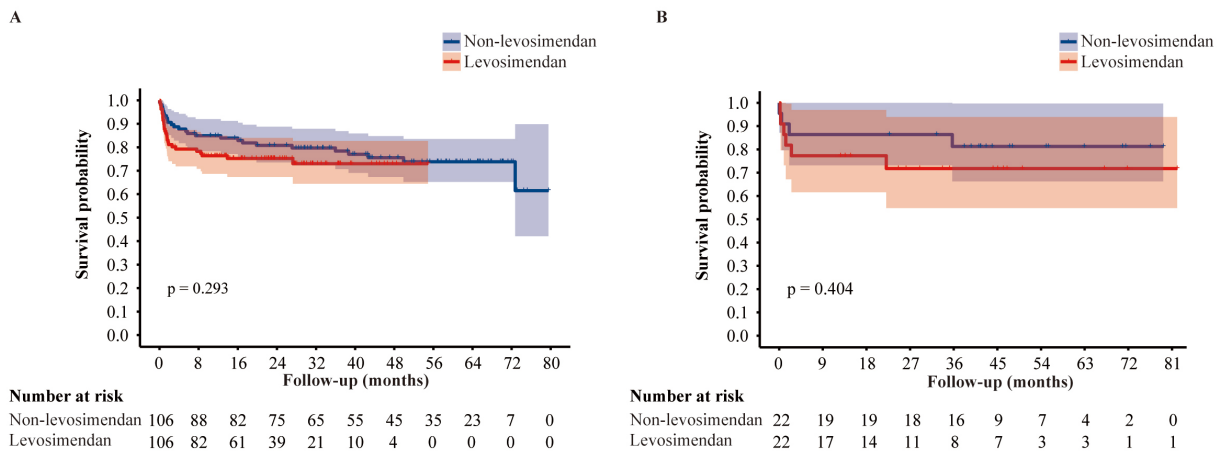 A
Non-levosimendan
Levosimendan
1.0
0.9
0.8
0.7
0.6
0.5
0.4
0.3
0.2
0.1
0.0
Survival probability
p = 0.293
0 8 16 24 32 40 48 56 64 72 80
Follow-up (months)
Number at risk
Non-levosimendan 106 88 82 75 65 55 45 35 23 7 0
Levosimendan 106 82 61 39 21 10 4 0 0 0 0
B
Non-levosimendan
Levosimendan
1.0
0.9
0.8
0.7
0.6
0.5
0.4
0.3
0.2
0.1
0.0
Survival probability
p = 0.404
0 9 18 27 36 45 54 63 72 81
Follow-up (months)
Number at risk
Non-levosimendan 22 19 19 18 16 9 7 4 2 0
Levosimendan 22 17 14 11 8 7 3 3 1 1